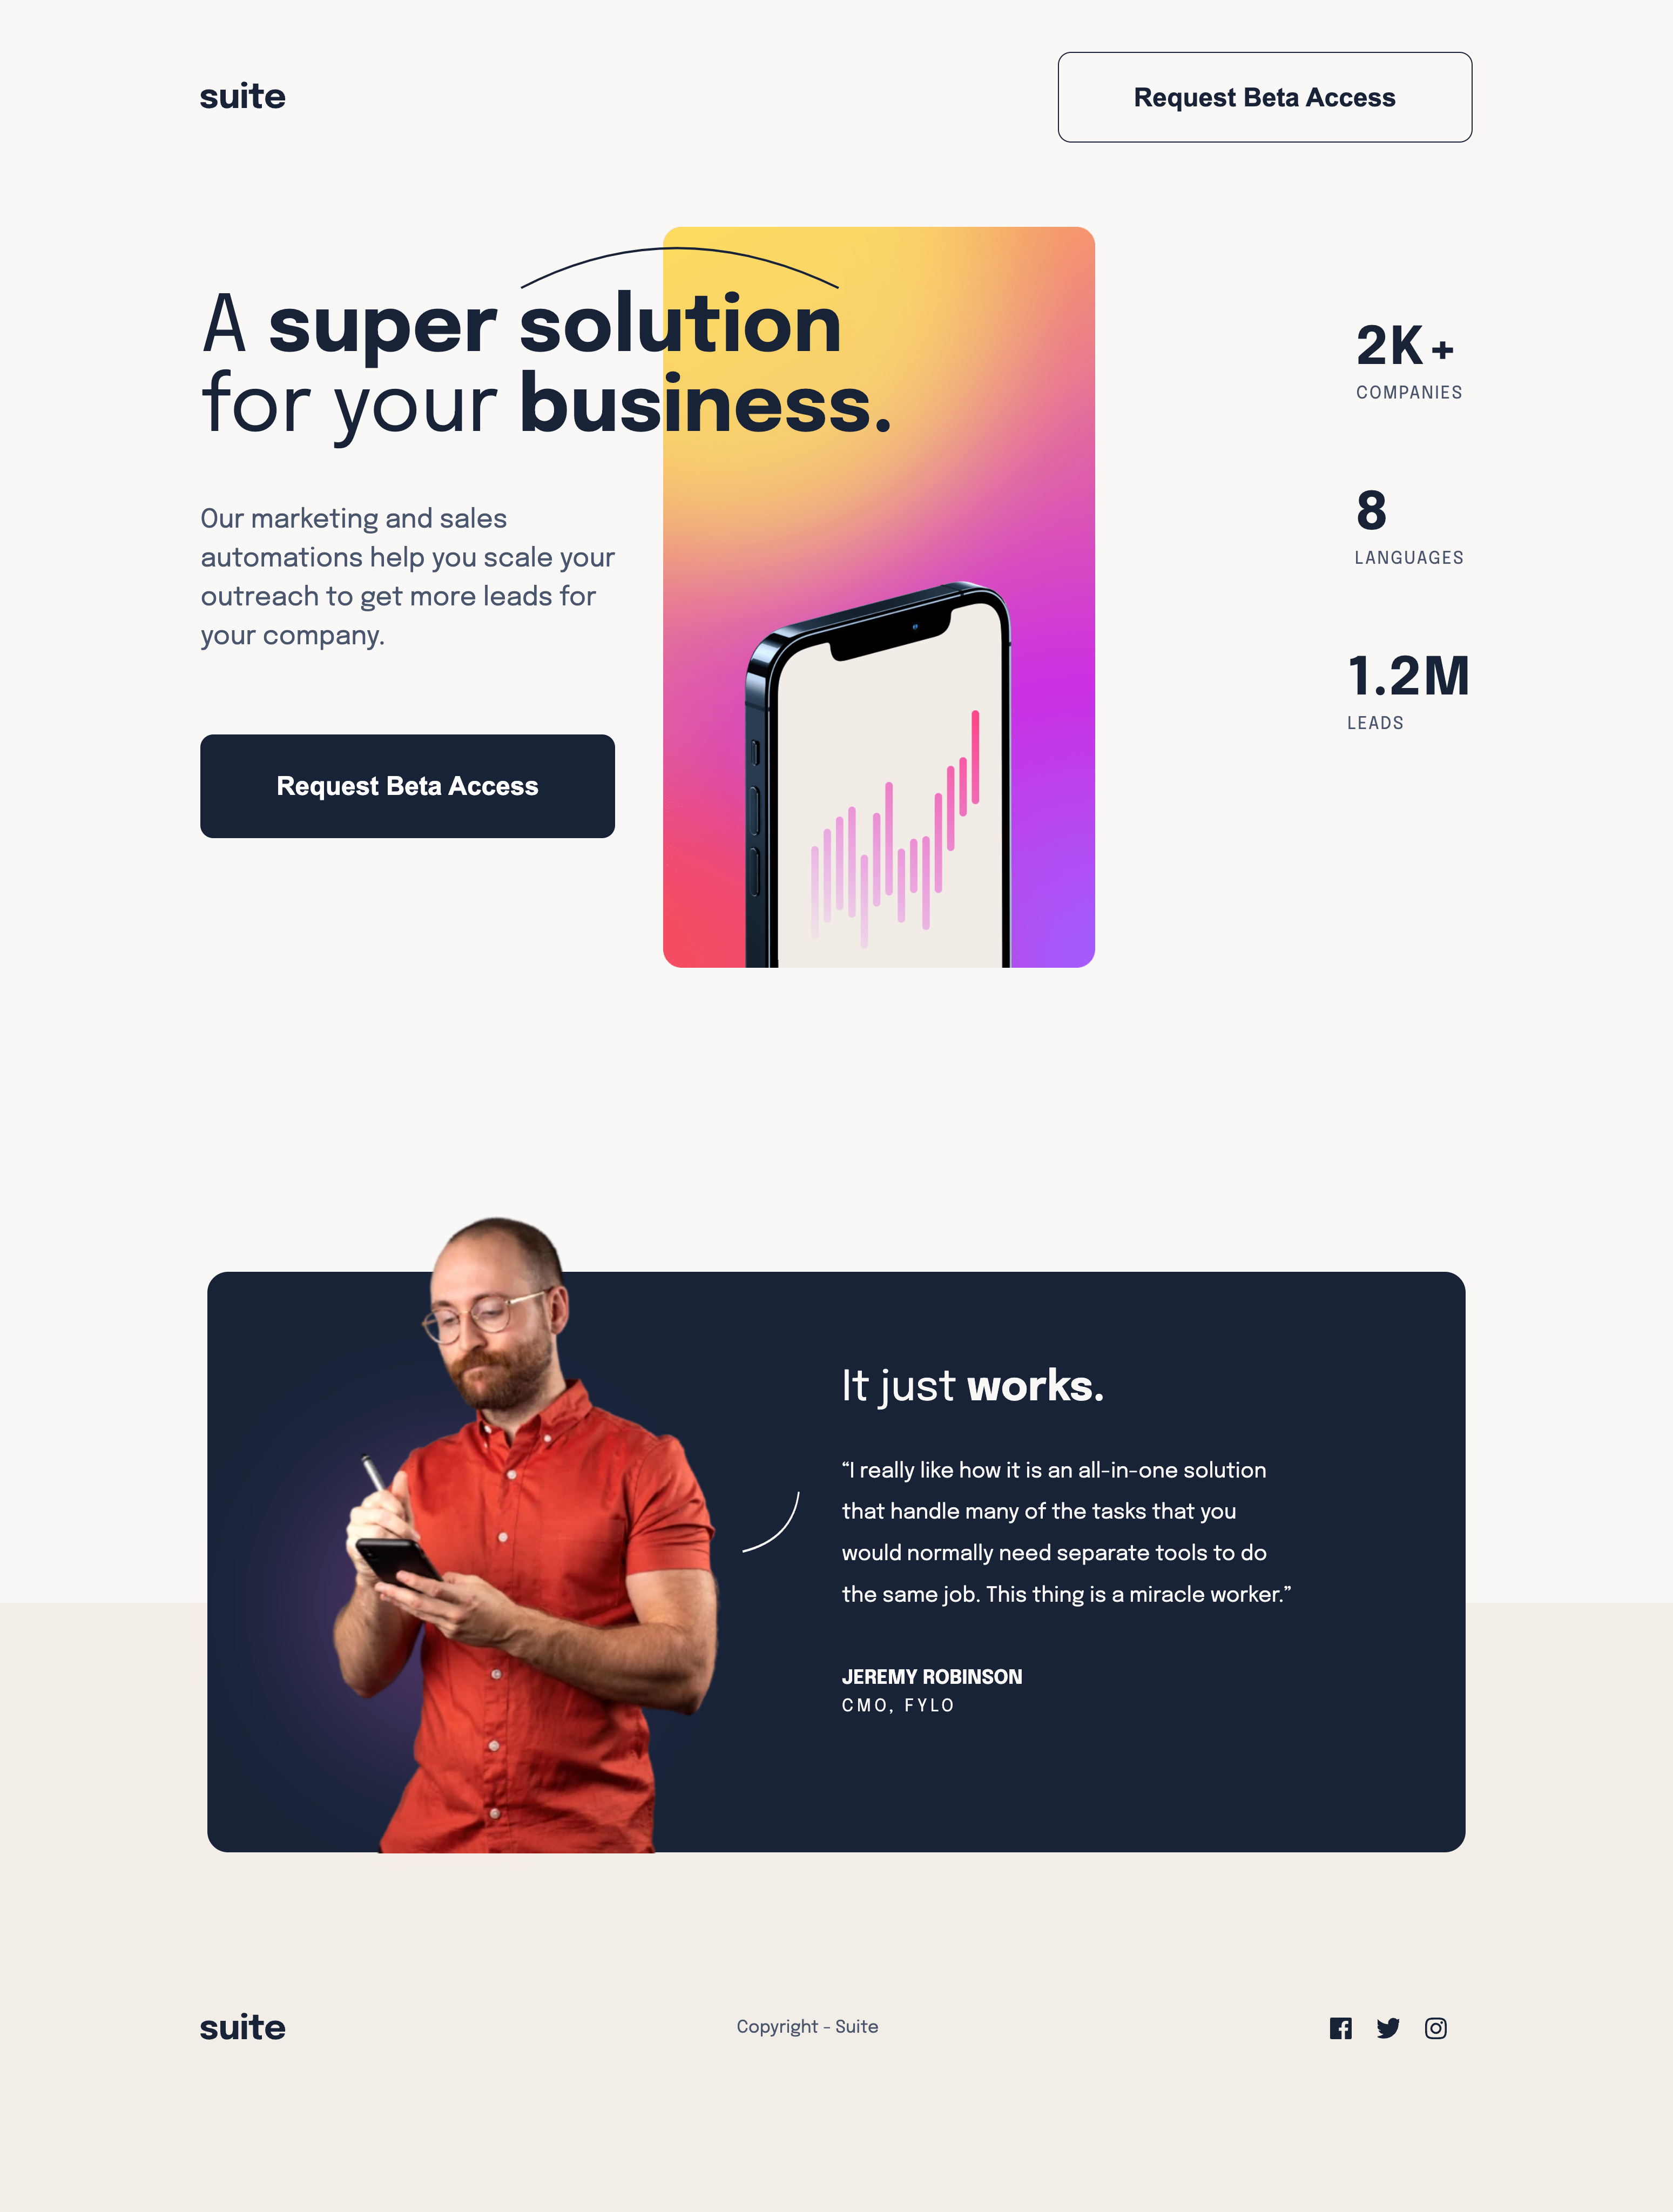 suite
Request Beta Access
A super solution
for your business.
Our marketing and sales
automations help you scale your
outreach to get more leads for
your company.
Request Beta Access
2K+
COMPANIES
8
LANGUAGES
1.2M
LEADS
It just works.
“I really like how it is an all-in-one solution
that handle many of the tasks that you
would normally need separate tools to do
the same job. This thing is a miracle worker.”
JEREMY ROBINSON
CMO, FYLO
suite
Copyright - Suite